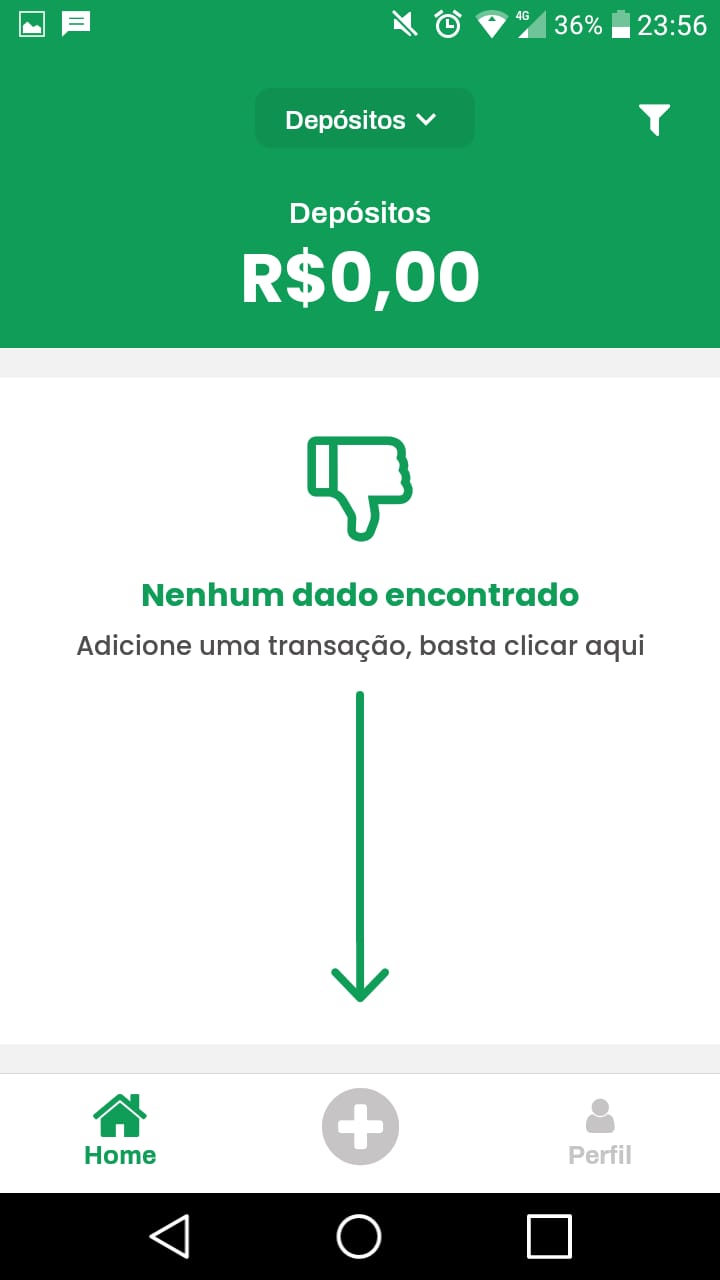 4G 36% 23:56
Depósitos
Depósitos
R$0,00
Nenhum dado encontrado
Adicione uma transação, basta clicar aqui
Home
Perfil